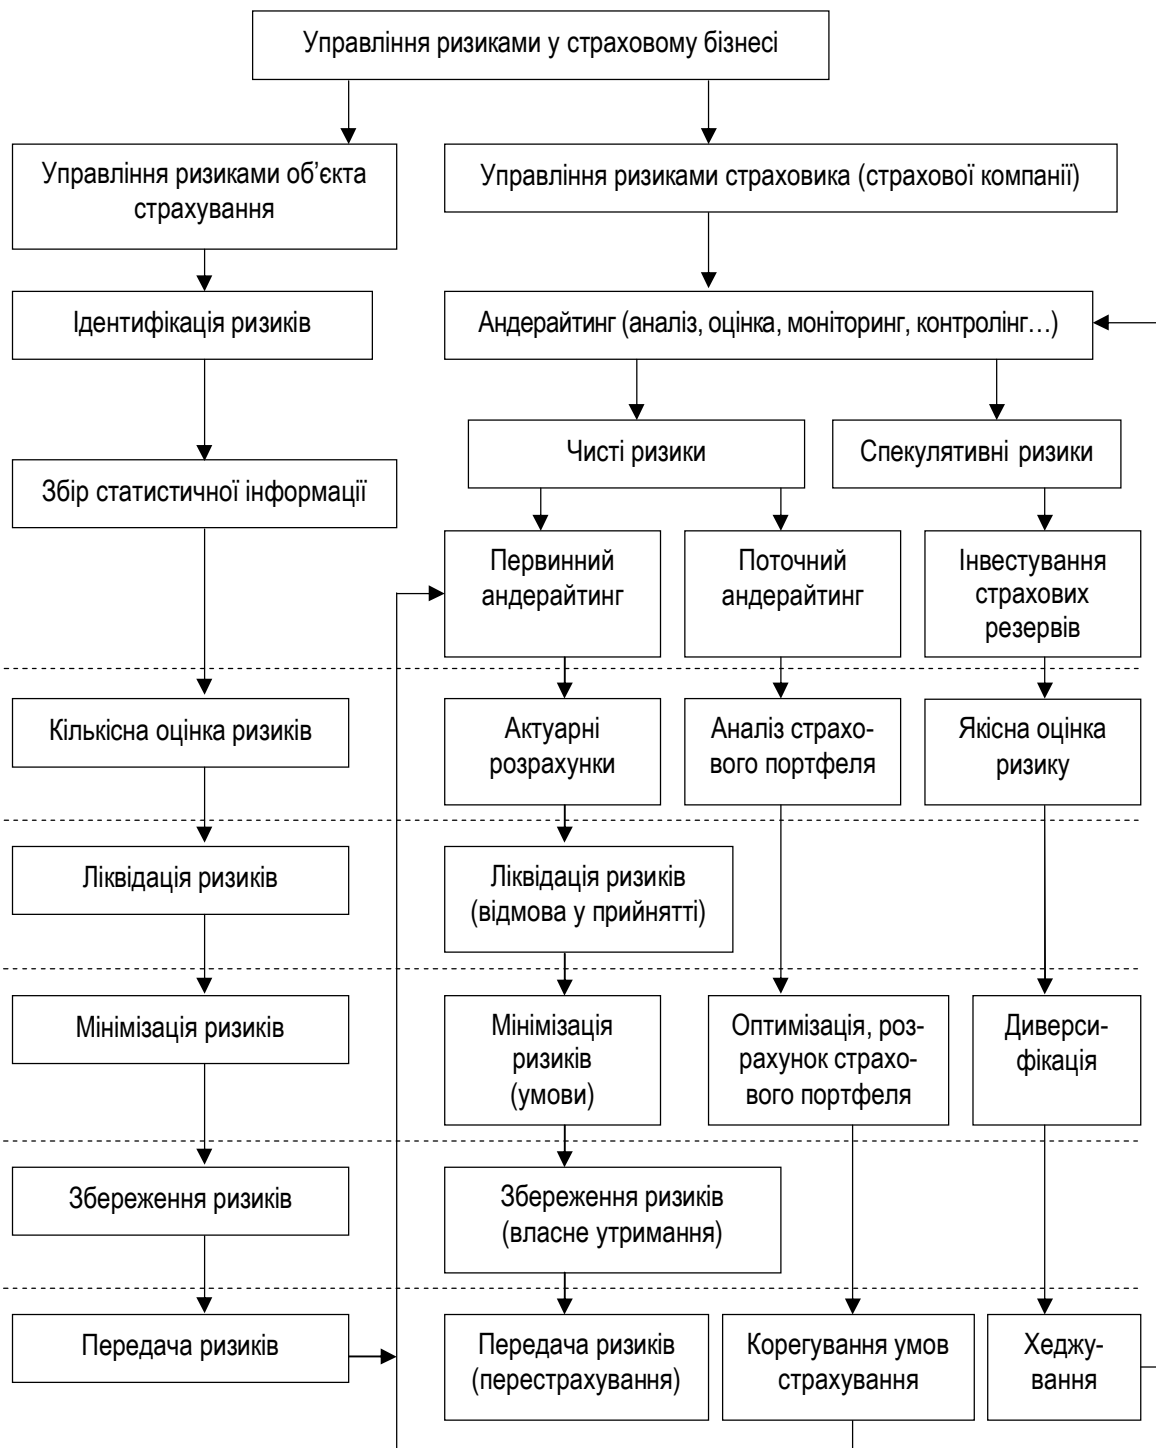 Управління ризиками у страховому бізнесі
Управління ризиками об’єкта
страхування
Управління ризиками страховика (страхової компанії)
Ідентифікація ризиків
Андерайтинг (аналіз, оцінка, моніторинг, контролінг…)
Чисті ризики
Спекулятивні ризики
Збір статистичної інформації
Первинний
андерайтинг
Поточний
андерайтинг
Інвестування
страхових
резервів
Кількісна оцінка ризиків
Актуарні
розрахунки
Аналіз страхо-
вого портфеля
Якісна оцінка
ризику
Ліквідація ризиків
Ліквідація ризиків
(відмова у прийнятті)
Мінімізація ризиків
Мінімізація
ризиків
(умови)
Оптимізація, роз-
рахунок страхо-
вого портфеля
Диверси-
фікація
Збереження ризиків
Збереження ризиків
(власне утримання)
Передача ризиків
Передача ризиків
(перестрахування)
Корегування умов
страхування
Хеджу-
вання